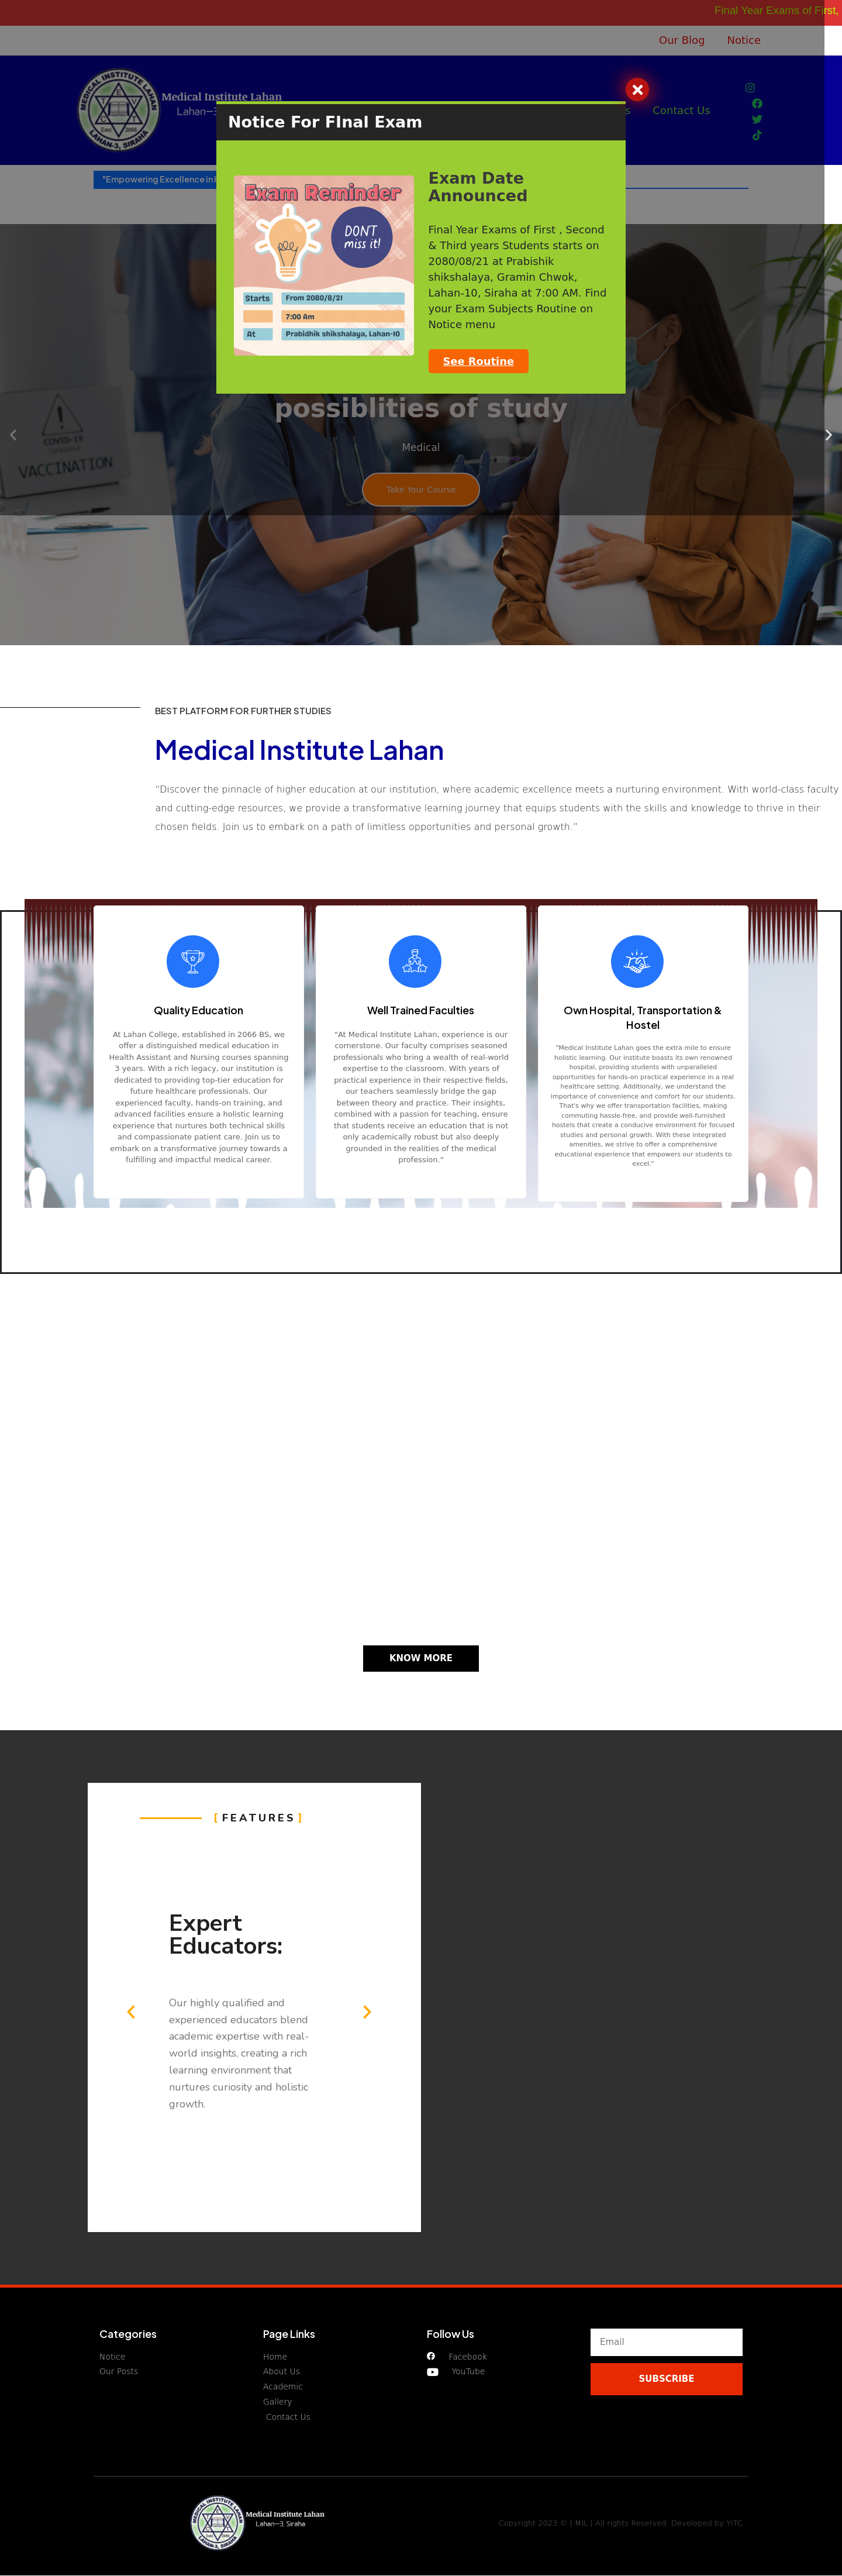 Final Year Exams of First,
Our Blog Notice
MEDICAL INSTITUTE LAHAN
Estd. 2066
LAHAN-3, SIRAHA
Medical Institute Lahan
Lahan-3
s Contact Us
"Empowering Excellence in
Notice For FInal Exam
Exam Reminder
DONT
miss it!
Starts From 2080/8/21
7:00 Am
At Prabidhik shikshalaya, Lahan-10
Exam Date
Announced
Final Year Exams of First , Second
& Third years Students starts on
2080/08/21 at Prabishik
shikshalaya, Gramin Chwok,
Lahan-10, Siraha at 7:00 AM. Find
your Exam Subjects Routine on
Notice menu
See Routine
possiblities of study
Medical
Take Your Course
COVID-19
VACCINATION
BEST PLATFORM FOR FURTHER STUDIES
Medical Institute Lahan
"Discover the pinnacle of higher education at our institution, where academic excellence meets a nurturing environment. With world-class faculty
and cutting-edge resources, we provide a transformative learning journey that equips students with the skills and knowledge to thrive in their
chosen fields. Join us to embark on a path of limitless opportunities and personal growth."
Quality Education
At Lahan College, established in 2066 BS, we
offer a distinguished medical education in
Health Assistant and Nursing courses spanning
3 years. With a rich legacy, our institution is
dedicated to providing top-tier education for
future healthcare professionals. Our
experienced faculty, hands-on training, and
advanced facilities ensure a holistic learning
experience that nurtures both technical skills
and compassionate patient care. Join us to
embark on a transformative journey towards a
fulfilling and impactful medical career.
Well Trained Faculties
"At Medical Institute Lahan, experience is our
cornerstone. Our faculty comprises seasoned
professionals who bring a wealth of real-world
expertise to the classroom. With years of
practical experience in their respective fields,
our teachers seamlessly bridge the gap
between theory and practice. Their insights,
combined with a passion for teaching, ensure
that students receive an education that is not
only academically robust but also deeply
grounded in the realities of the medical
profession."
Own Hospital, Transportation &
Hostel
"Medical Institute Lahan goes the extra mile to ensure
holistic learning. Our institute boasts its own renowned
hospital, providing students with unparalleled
opportunities for hands-on practical experience in a real
healthcare setting. Additionally, we understand the
importance of convenience and comfort for our students.
That's why we offer transportation facilities, making
commuting hassle-free, and provide well-furnished
hostels that create a conducive environment for focused
studies and personal growth. With these integrated
amenities, we strive to offer a comprehensive
educational experience that empowers our students to
excel."
KNOW MORE
[ FEATURES ]
Expert
Educators:
Our highly qualified and
experienced educators blend
academic expertise with real-
world insights, creating a rich
learning environment that
nurtures curiosity and holistic
growth.
Categories
Notice
Our Posts
Page Links
Home
About Us
Academic
Gallery
Contact Us
Follow Us
Facebook
YouTube
Email
SUBSCRIBE
MEDICAL INSTITUTE LAHAN
LAHAN-3, SIRAHA
Medical Institute Lahan
Lahan-3, Siraha
Copyright 2023 © | MIL | All rights Reserved. Developed by YITC